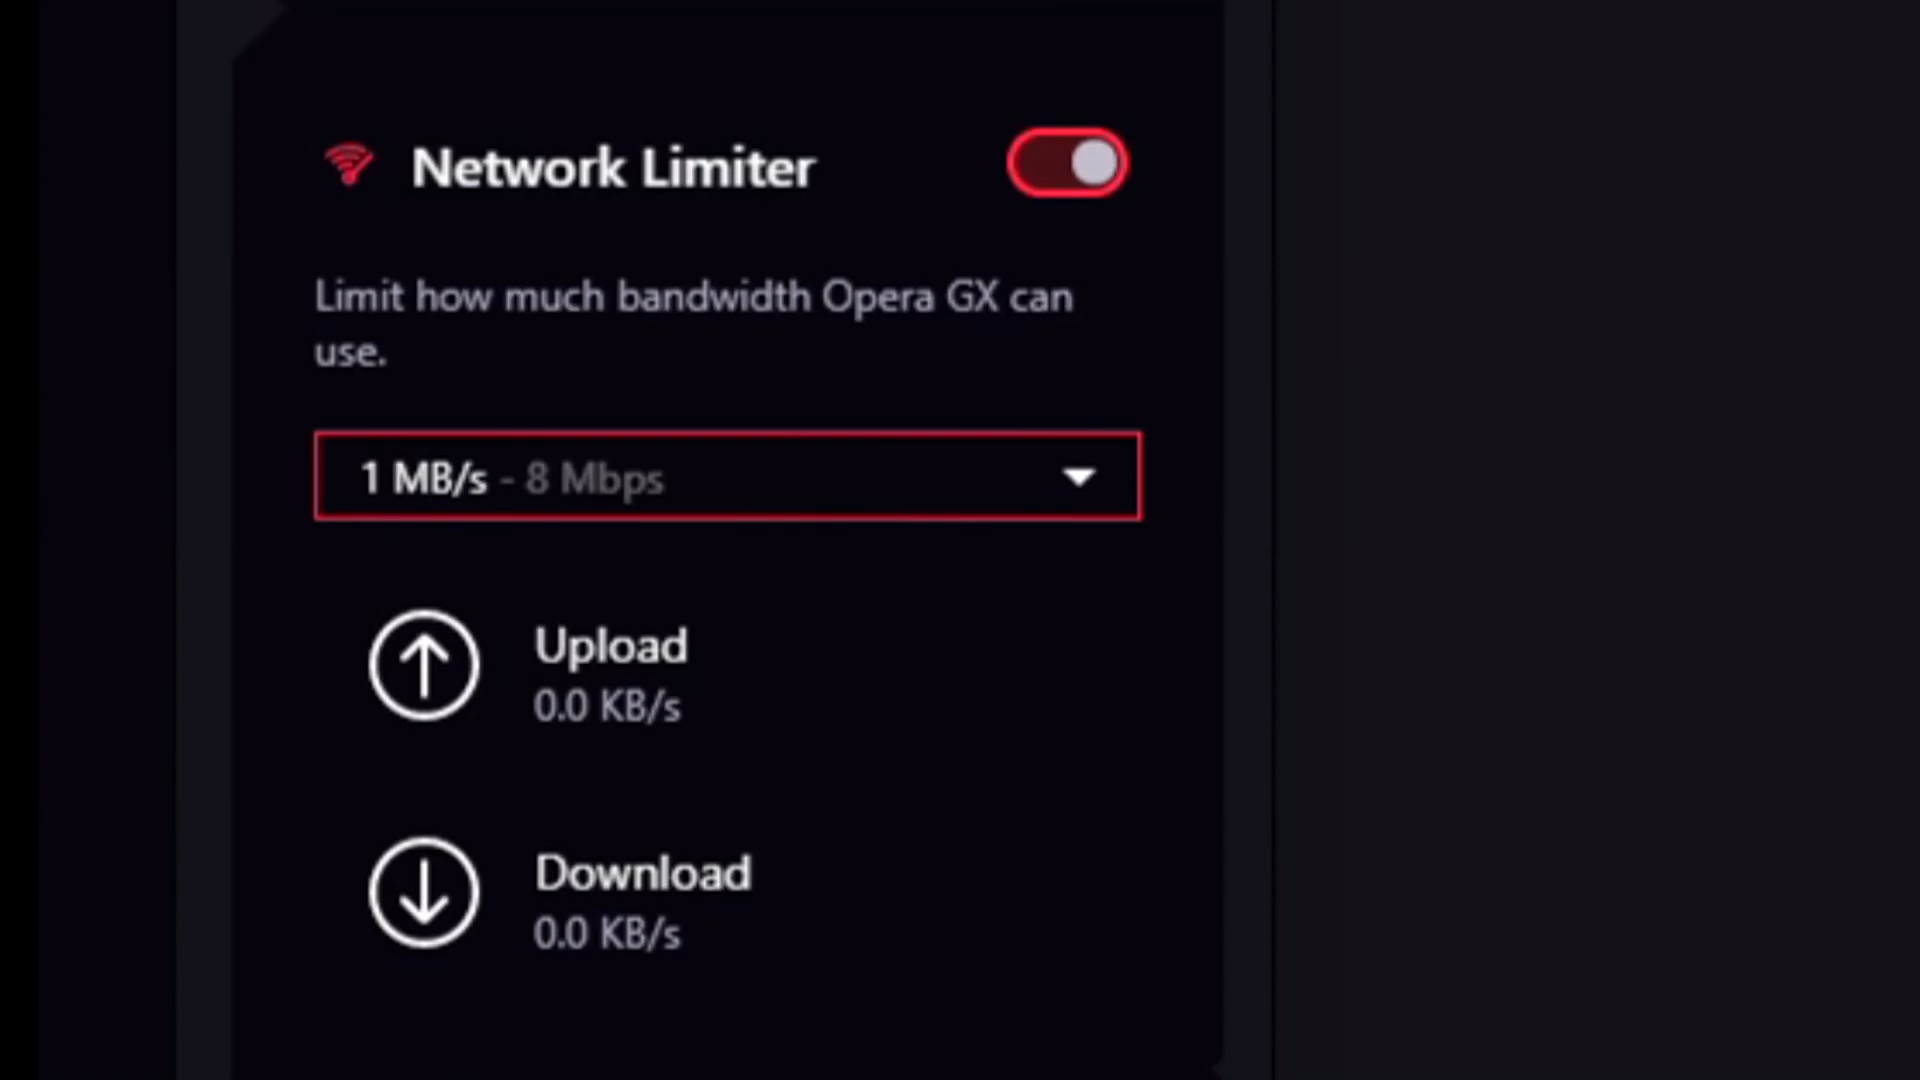 Network Limiter
Limit how much bandwidth Opera GX can
use.
1 MB/s - 8 Mbps
Upload
0.0 KB/s
Download
0.0 KB/s